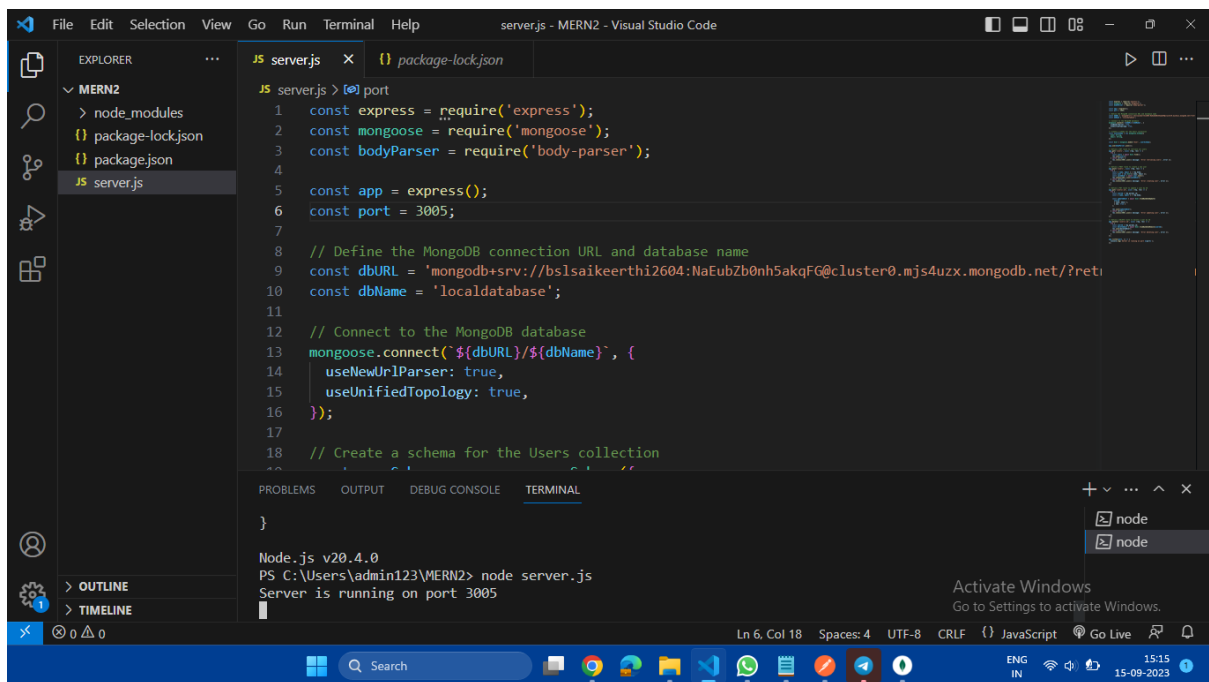 File Edit Selection View Go Run Terminal Help server.js - MERN2 - Visual Studio Code
EXPLORER ...
JS server.js × {} package-lock.json
MERN2
node_modules
{} package-lock.json
{} package.json
JS server.js
JS server.js > port
1 const express = require('express');
2 const mongoose = require('mongoose');
3 const bodyParser = require('body-parser');
4
5 const app = express();
6 const port = 3005;
7
8 // Define the MongoDB connection URL and database name
9 const dbURL = 'mongodb+srv://bslsaikeerthi2604:NaEubZb0nh5akqFG@cluster0.mjs4uzx.mongodb.net/?retr
10 const dbName = 'localdatabase';
11
12 // Connect to the MongoDB database
13 mongoose.connect(`${dbURL}/${dbName}`, {
14 useNewUrlParser: true,
15 useUnifiedTopology: true,
16 });
17
18 // Create a schema for the Users collection
PROBLEMS OUTPUT DEBUG CONSOLE TERMINAL
}
Node.js v20.4.0
PS C:\Users\admin123\MERN2> node server.js
Server is running on port 3005
node
node
OUTLINE
TIMELINE
1
Activate Windows
Go to Settings to activate Windows.
0 0 Ln 6, Col 18 Spaces: 4 UTF-8 CRLF {} JavaScript Go Live
Search
ENG
IN
15:15
15-09-2023
1